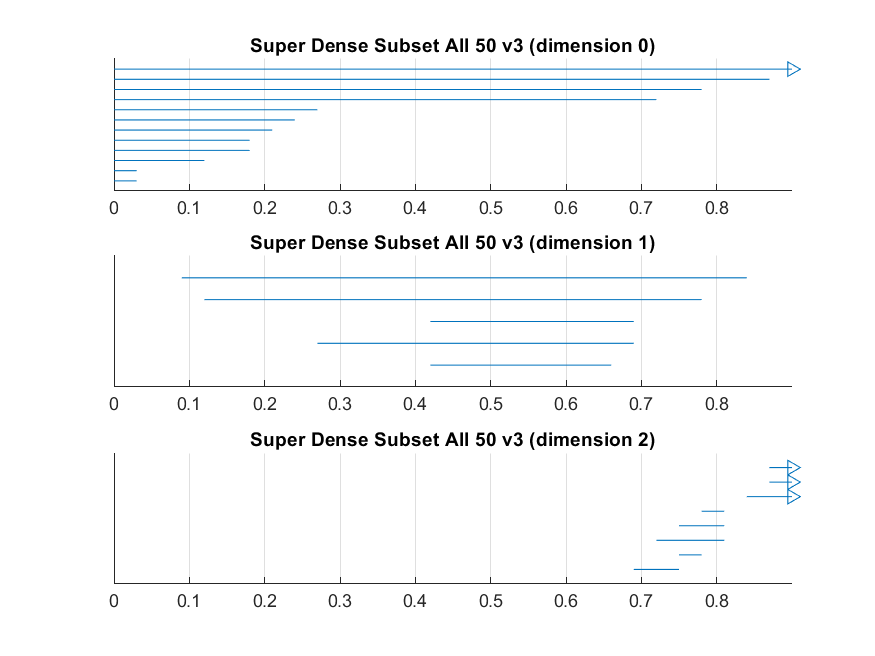 Super Dense Subset All 50 v3 (dimension 0)
0 0.1 0.2 0.3 0.4 0.5 0.6 0.7 0.8
Super Dense Subset All 50 v3 (dimension 1)
0 0.1 0.2 0.3 0.4 0.5 0.6 0.7 0.8
Super Dense Subset All 50 v3 (dimension 2)
0 0.1 0.2 0.3 0.4 0.5 0.6 0.7 0.8